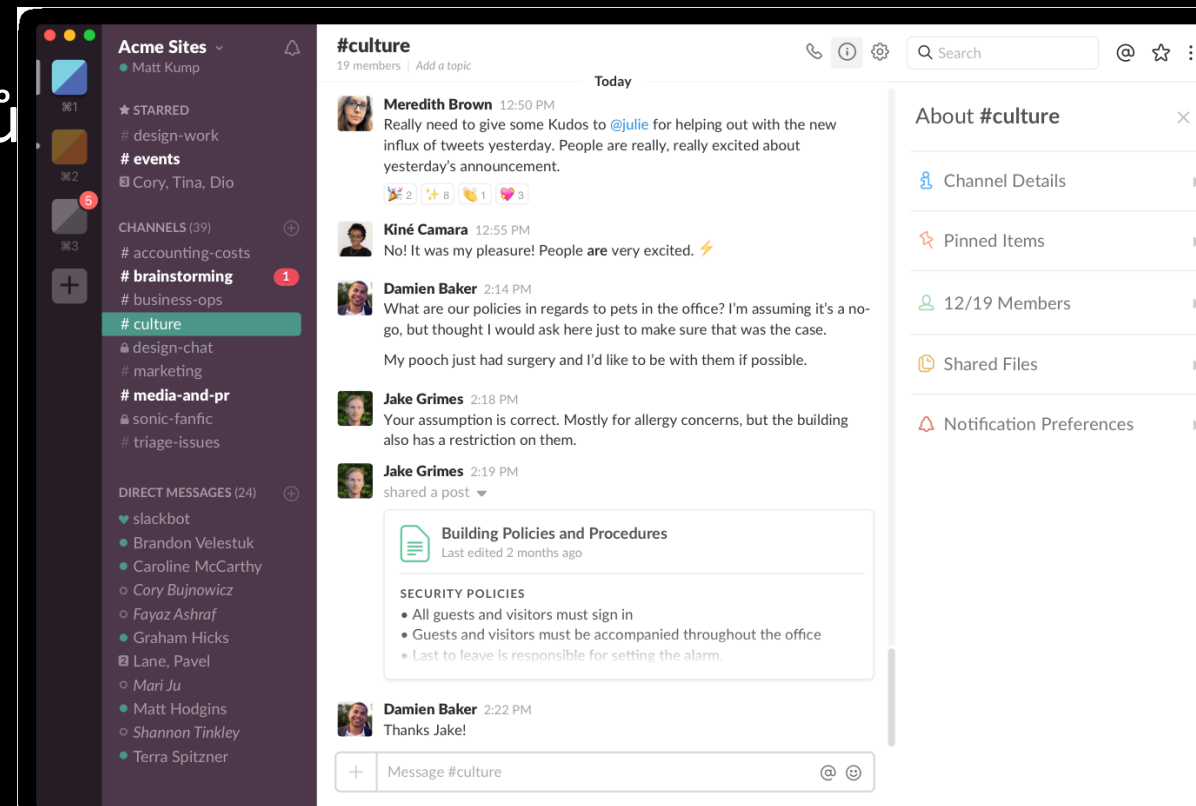 ů
⌘1
⌘2
5
⌘3
+
Acme Sites
Matt Kump
★ STARRED
# design-work
# events
3 Cory, Tina, Dio
CHANNELS (39)
# accounting-costs
# brainstorming 1
# business-ops
# culture
design-chat
# marketing
# media-and-pr
sonic-fanfic
# triage-issues
DIRECT MESSAGES (24)
slackbot
Brandon Velestuk
Caroline McCarthy
Cory Bujnowicz
Fayaz Ashraf
Graham Hicks
2 Lane, Pavel
Mari Ju
Matt Hodgins
Shannon Tinkley
Terra Spitzner
#culture
19 members | Add a topic
Search
Today
Meredith Brown 12:50 PM
Really need to give some Kudos to @julie for helping out with the new
influx of tweets yesterday. People are really, really excited about
yesterday's announcement.
🎉 2 ✨ 8 👏 1 💖 3
Kiné Camara 12:55 PM
No! It was my pleasure! People are very excited. ⚡
Damien Baker 2:14 PM
What are our policies in regards to pets in the office? I'm assuming it's a no-
go, but thought I would ask here just to make sure that was the case.
My pooch just had surgery and I'd like to be with them if possible.
Jake Grimes 2:18 PM
Your assumption is correct. Mostly for allergy concerns, but the building
also has a restriction on them.
Jake Grimes 2:19 PM
shared a post
Building Policies and Procedures
Last edited 2 months ago
SECURITY POLICIES
• All guests and visitors must sign in
• Guests and visitors must be accompanied throughout the office
• Last to leave is responsible for setting the alarm.
Damien Baker 2:22 PM
Thanks Jake!
+ Message #culture @
About #culture
Channel Details
Pinned Items
12/19 Members
Shared Files
Notification Preferences